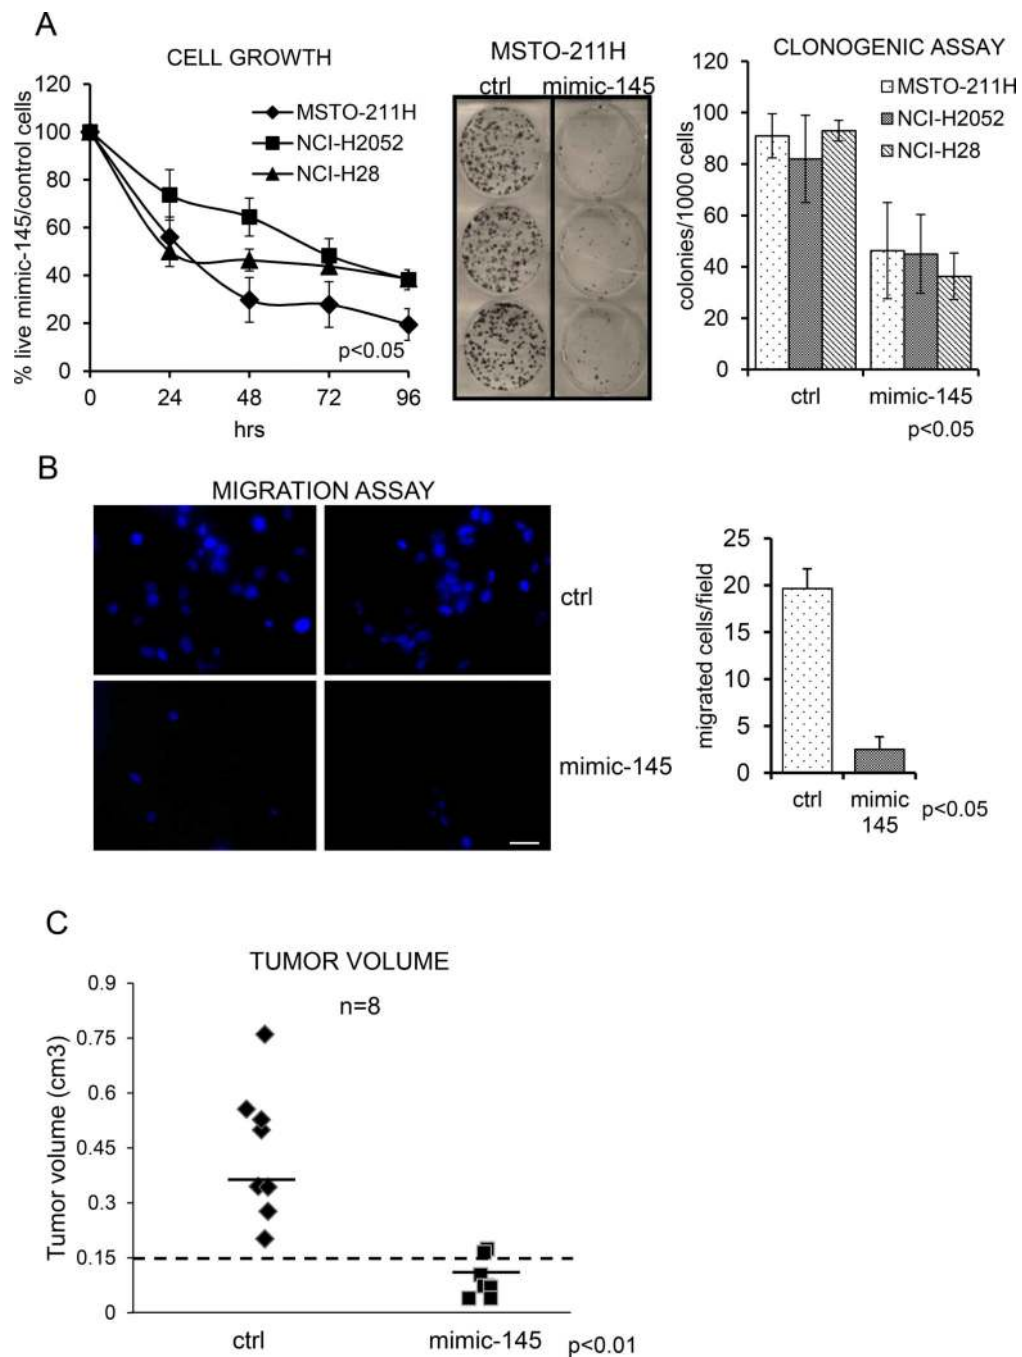 A
CELL GROWTH
% live mimic-145/control cells
120
100
80
60
40
20
0
0 24 48 72 96
hrs
MSTO-211H
NCI-H2052
NCI-H28
p<0.05
MSTO-211H
ctrl mimic-145
CLONOGENIC ASSAY
colonies/1000 cells
120
100
80
60
40
20
0
MSTO-211H
NCI-H2052
NCI-H28
ctrl mimic-145
p<0.05
B
MIGRATION ASSAY
ctrl
mimic-145
migrated cells/field
25
20
15
10
5
0
ctrl mimic
145
p<0.05
C
TUMOR VOLUME
n=8
Tumor volume (cm3)
0.9
0.75
0.6
0.45
0.3
0.15
0
ctrl mimic-145
p<0.01